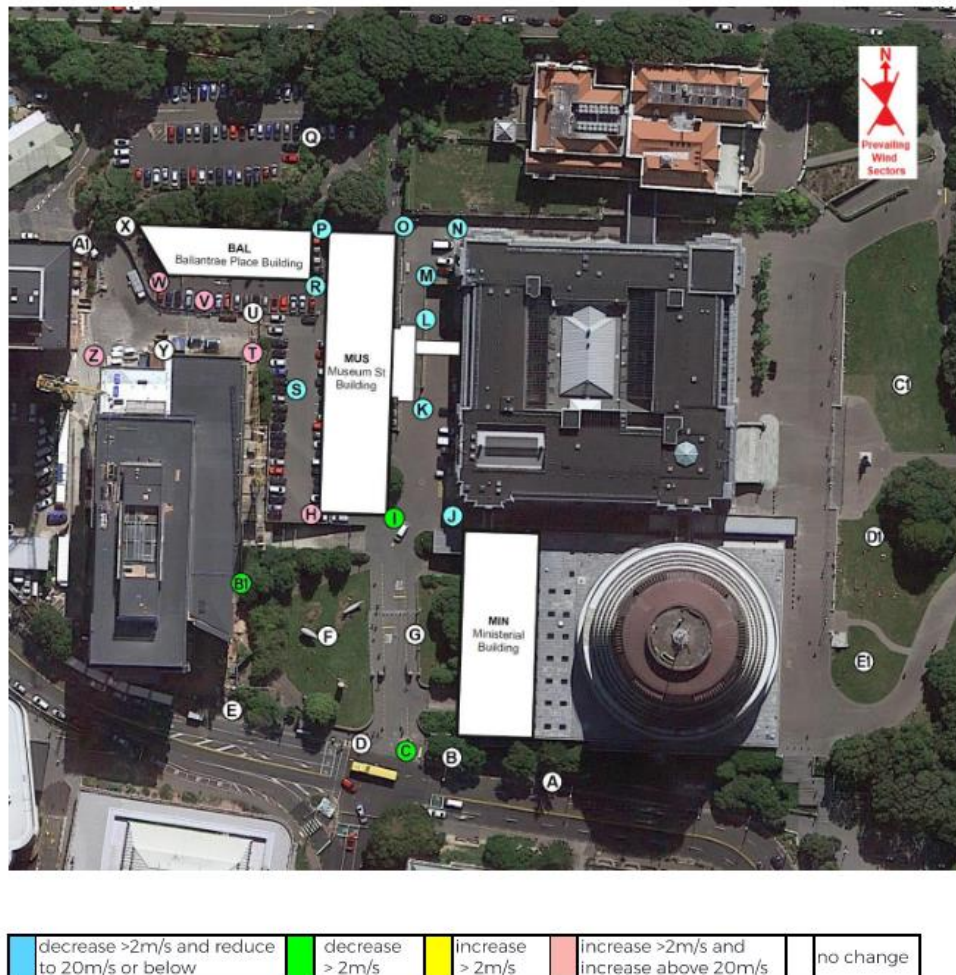 N
Prevailing
Wind
Sectors
Q
X
P
O
N
A1
BAL
Ballantrae Place Building
W
V
R
M
U
L
Z
Y
T
MUS
Museum St
Building
S
K
C1
H
I
J
D1
B1
F
G
MIN
Ministerial
Building
E1
E
D
C
B
A
decrease >2m/s and reduce
to 20m/s or below
decrease
> 2m/s
increase
> 2m/s
increase >2m/s and
increase above 20m/s
no change